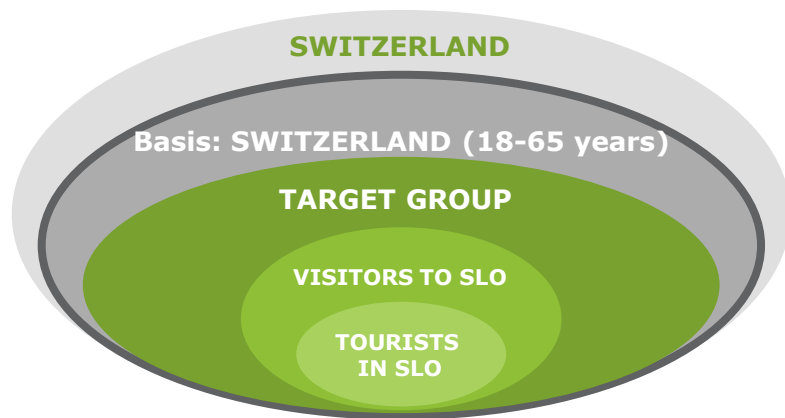 SWITZERLAND
Basis: SWITZERLAND (18-65 years)
TARGET GROUP
VISITORS TO SLO
TOURISTS
IN SLO